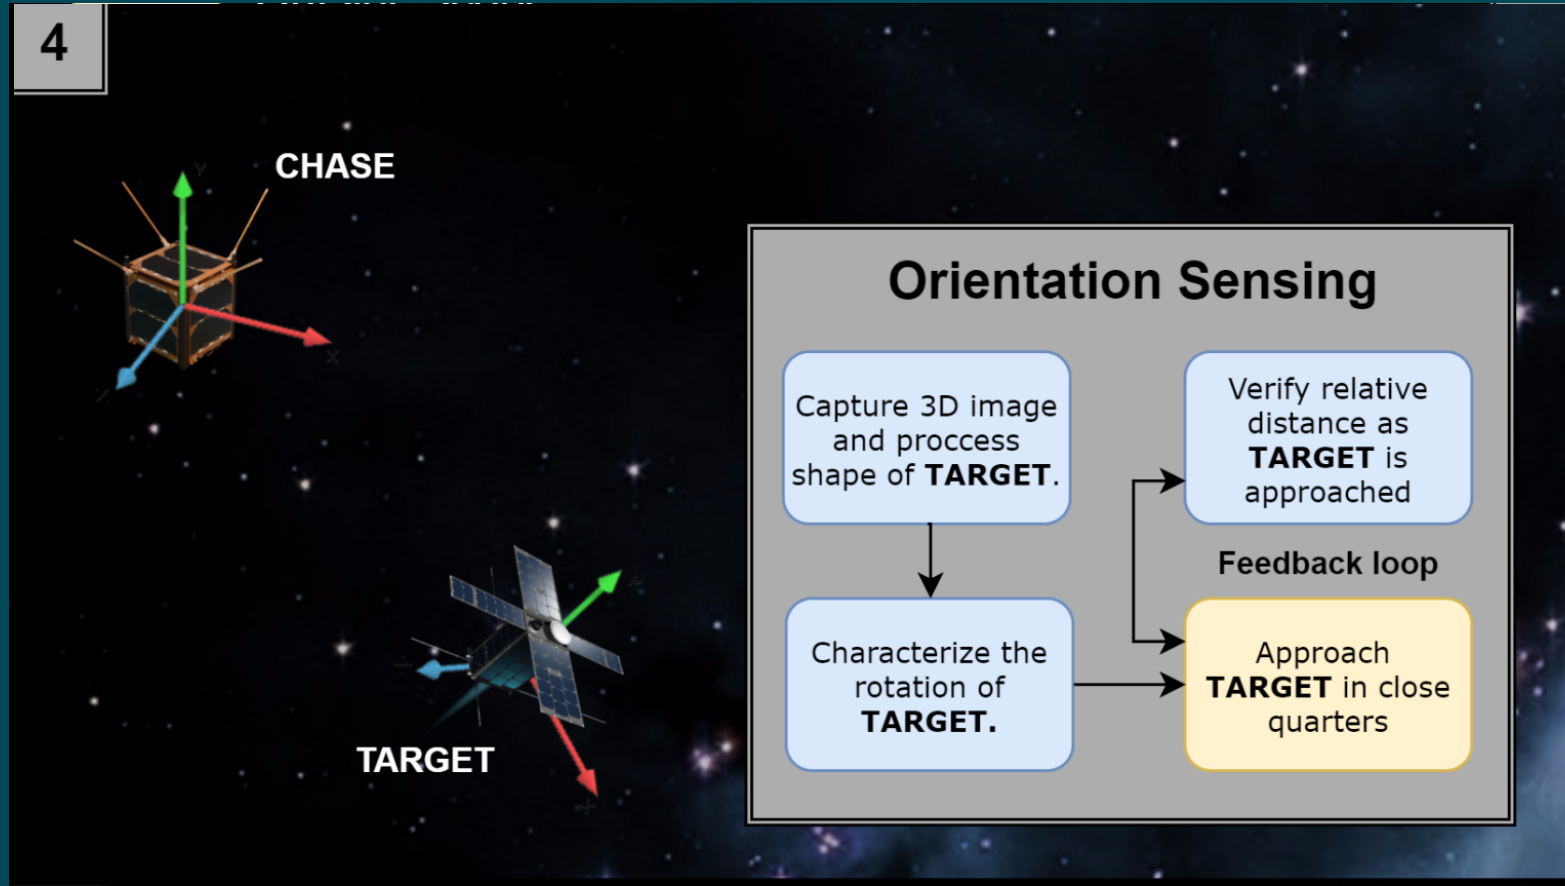 4
CHASE
Y
X
TARGET
Orientation Sensing
Capture 3D image
and proccess
shape of TARGET.
Characterize the
rotation of
TARGET.
Verify relative
distance as
TARGET is
approached
Feedback loop
Approach
TARGET in close
quarters